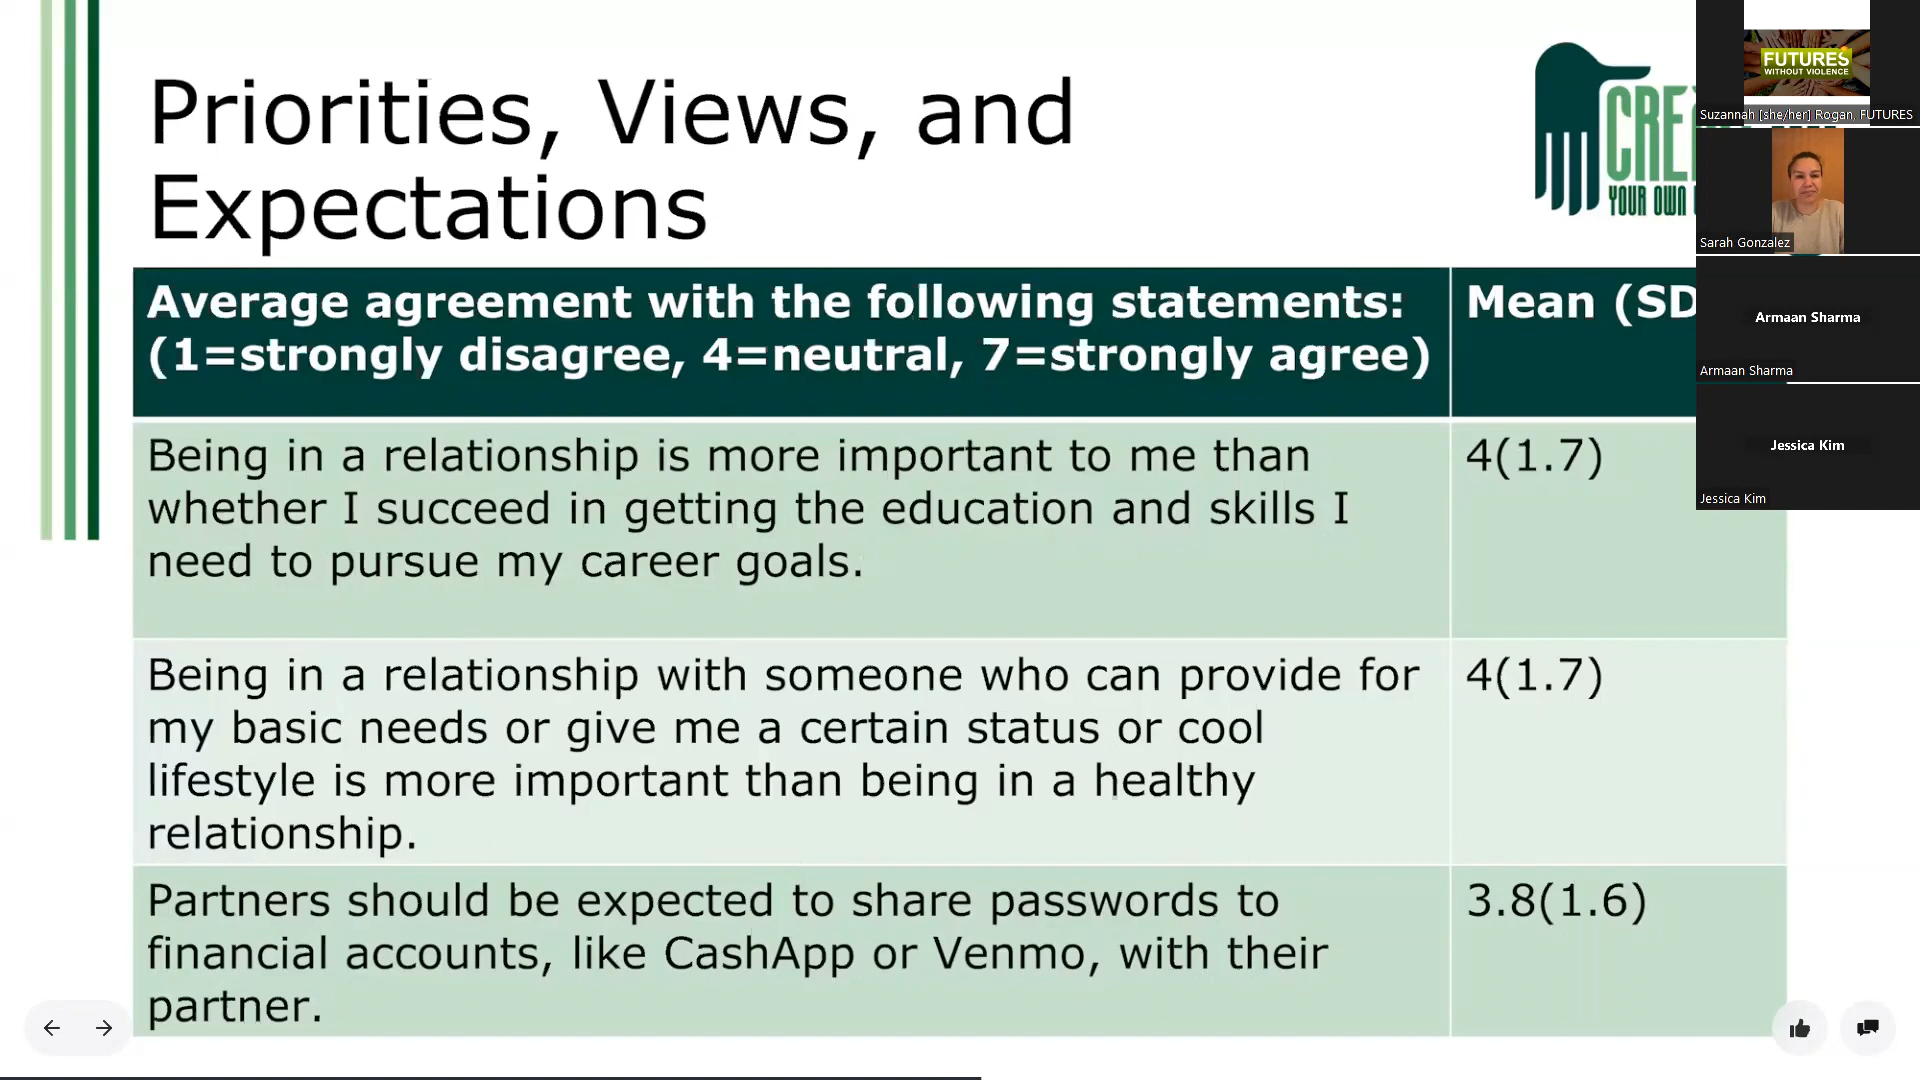 Priorities, Views, and
Expectations
CRE
YOUR OWN
Average agreement with the following statements:
(1=strongly disagree, 4=neutral, 7=strongly agree)
Mean (SD
Being in a relationship is more important to me than
whether I succeed in getting the education and skills I
need to pursue my career goals.
4(1.7)
Being in a relationship with someone who can provide for
my basic needs or give me a certain status or cool
lifestyle is more important than being in a healthy
relationship.
4(1.7)
Partners should be expected to share passwords to
financial accounts, like CashApp or Venmo, with their
partner.
3.8(1.6)
FUTURES
WITHOUT VIOLENCE
Suzannah [she/her] Rogan, FUTURES
Sarah Gonzalez
Armaan Sharma
Armaan Sharma
Jessica Kim
Jessica Kim